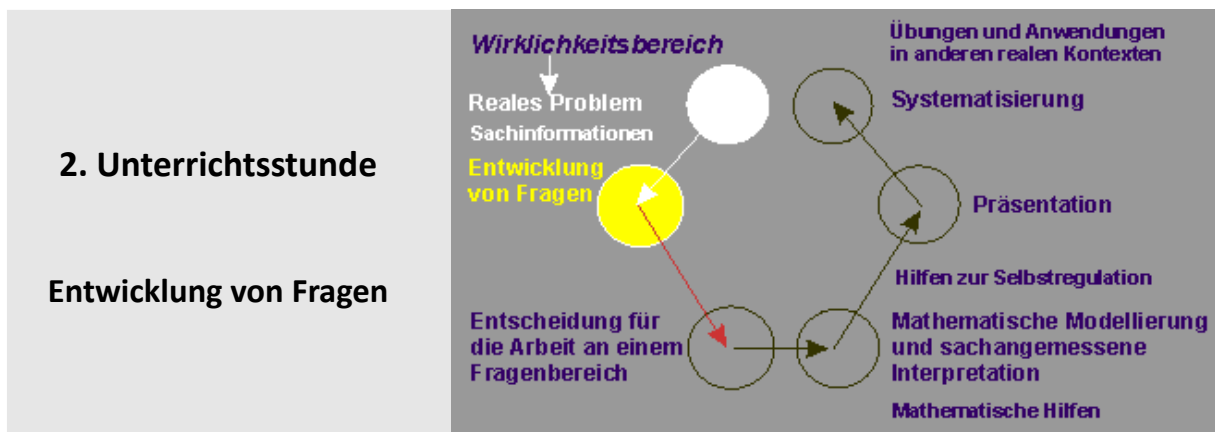 2. Unterrichtsstunde
Entwicklung von Fragen
Wirklichkeitsbereich
Reales Problem
Sachinformationen
Entwicklung
von Fragen
Entscheidung für
die Arbeit an einem
Fragenbereich
Übungen und Anwendungen
in anderen realen Kontexten
Systematisierung
Präsentation
Hilfen zur Selbstregulation
Mathematische Modellierung
und sachangemessene
Interpretation
Mathematische Hilfen